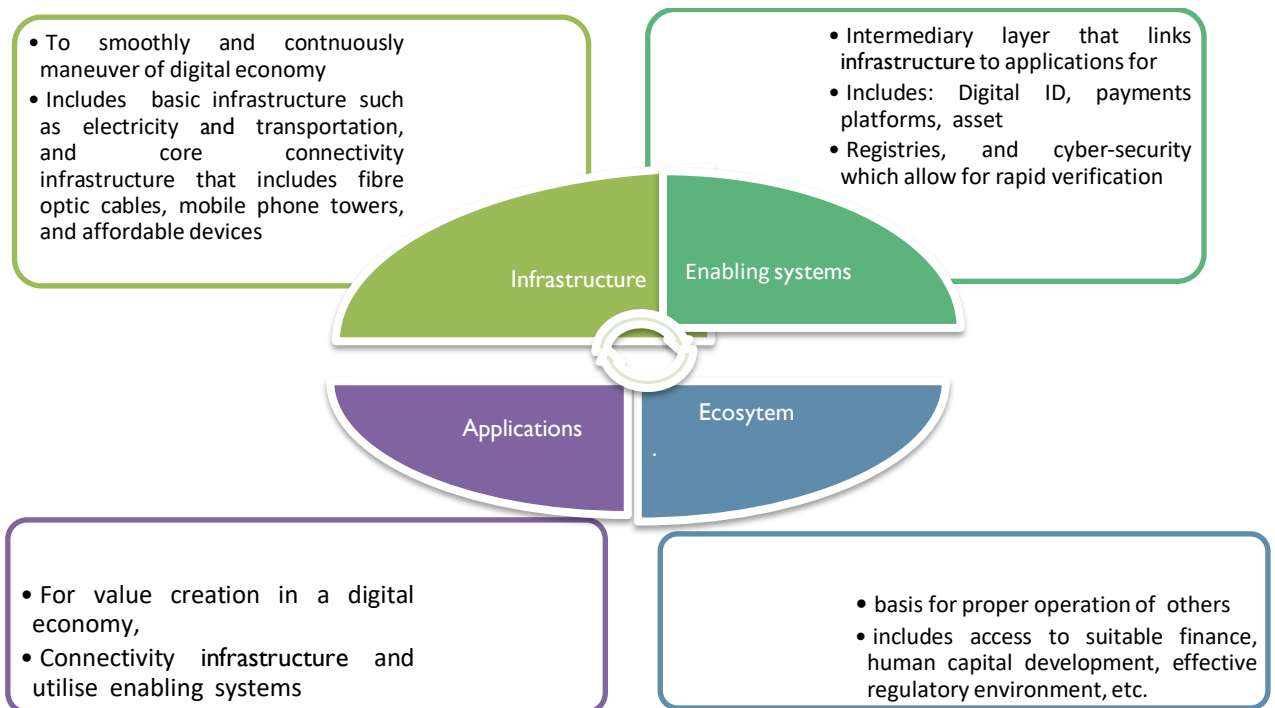 • To smoothly and contnuously
maneuver of digital economy
• Includes basic infrastructure such
as electricity and transportation,
and core connectivity
infrastructure that includes fibre
optic cables, mobile phone towers,
and affordable devices
• Intermediary layer that links
infrastructure to applications for
• Includes: Digital ID, payments
platforms, asset
• Registries, and cyber-security
which allow for rapid verification
Infrastructure
Enabling systems
Applications
Ecosytem
.
• For value creation in a digital
economy,
• Connectivity infrastructure and
utilise enabling systems
• basis for proper operation of others
• includes access to suitable finance,
human capital development, effective
regulatory environment, etc.